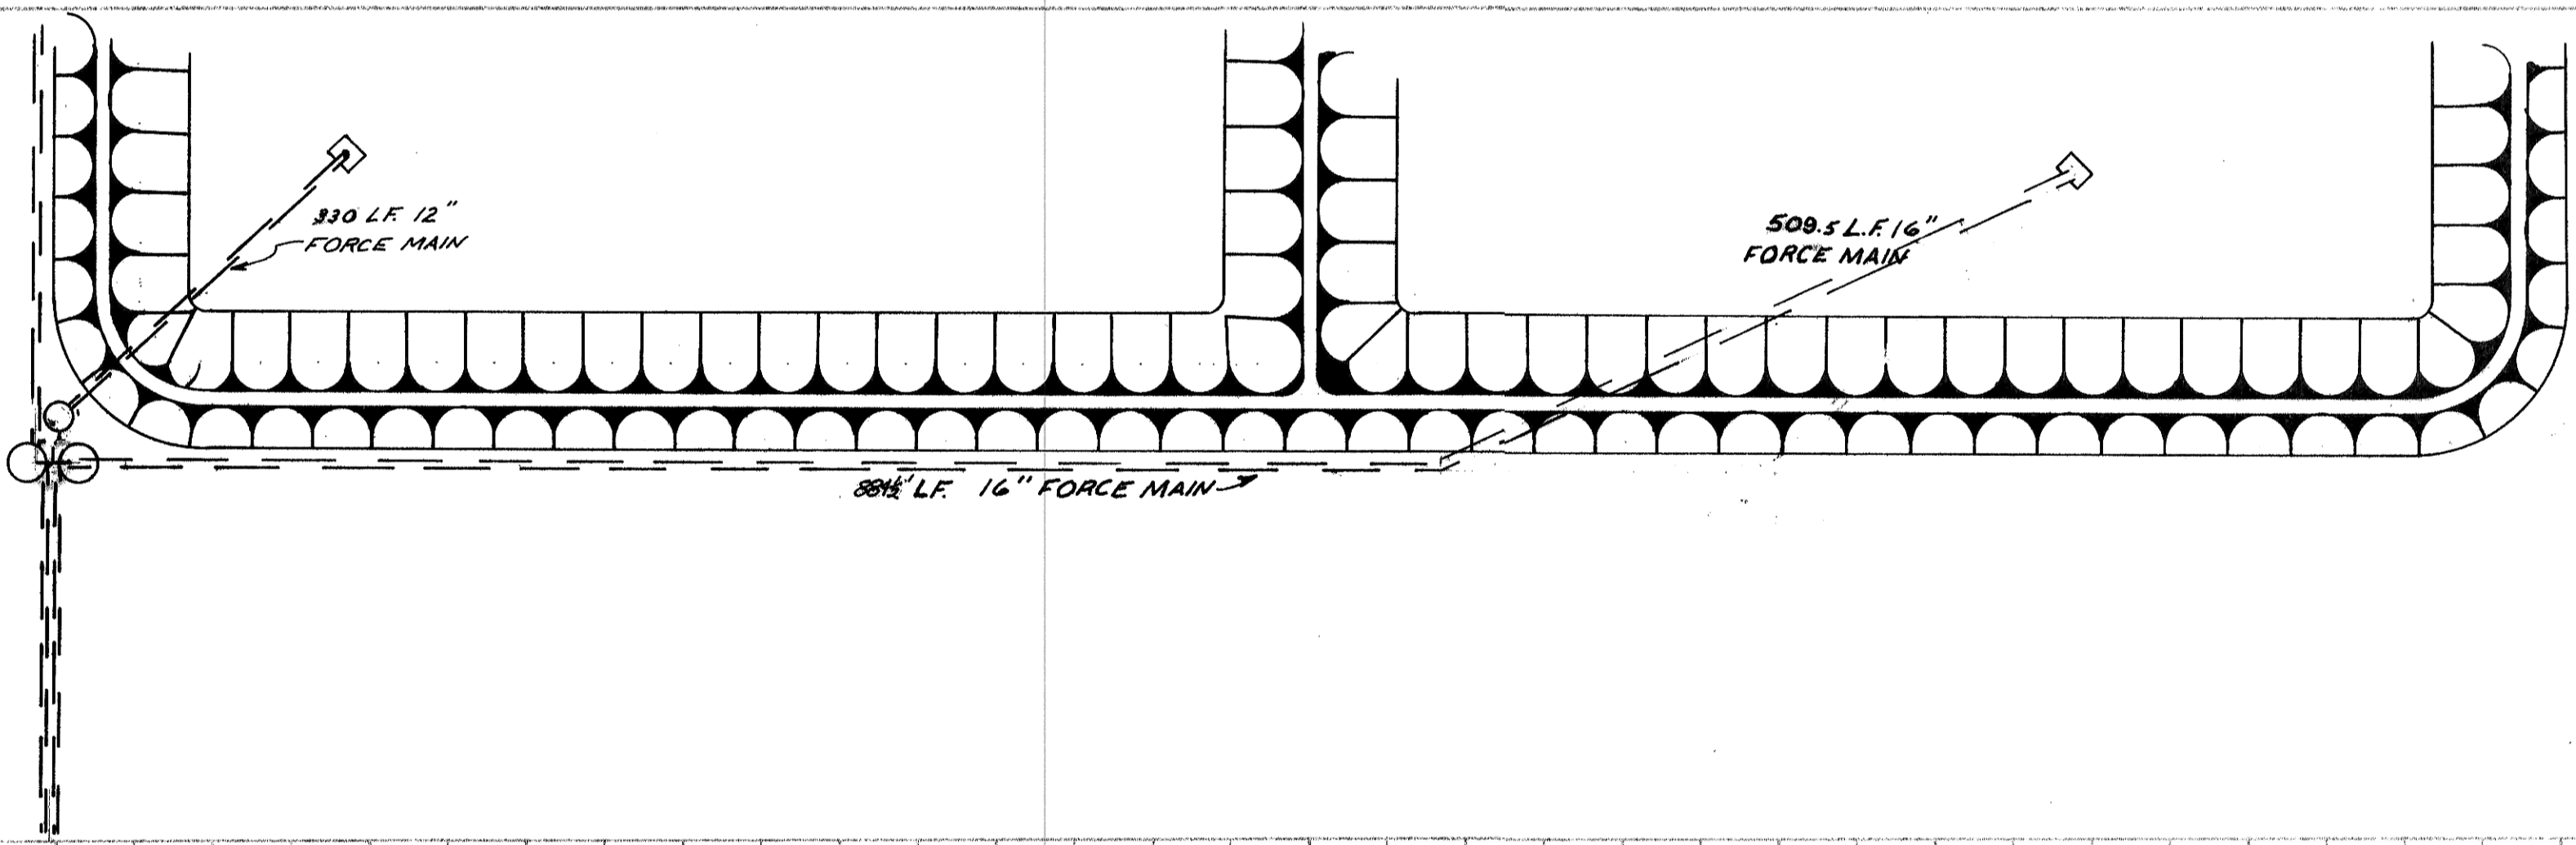 330 L.F. 12"
FORCE MAIN
509.5 L.F. 16"
FORCE MAIN
L.F. 16" FORCE MAIN